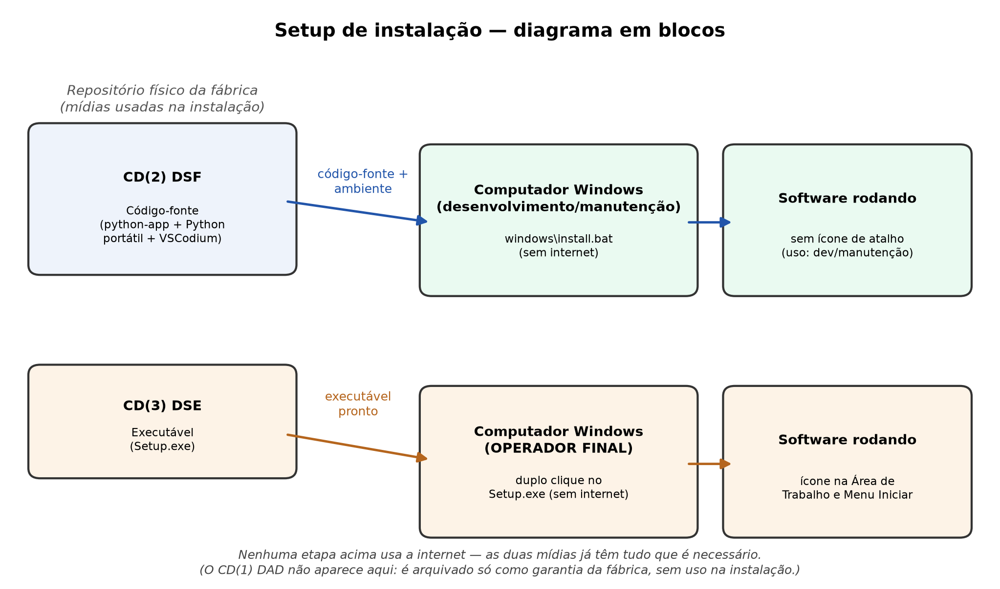 Setup de instalação — diagrama em blocos
Repositório físico da fábrica
(mídias usadas na instalação)
CD(2) DSF
Código-fonte
(python-app + Python
portátil + VSCodium)
código-fonte +
ambiente
Computador Windows
(desenvolvimento/manutenção)
windows\install.bat
(sem internet)
Software rodando
sem ícone de atalho
(uso: dev/manutenção)
CD(3) DSE
Executável
(Setup.exe)
executável
pronto
Computador Windows
(OPERADOR FINAL)
duplo clique no
Setup.exe (sem internet)
Software rodando
ícone na Área de
Trabalho e Menu Iniciar
Nenhuma etapa acima usa a internet — as duas mídias já têm tudo que é necessário.
(O CD(1) DAD não aparece aqui: é arquivado só como garantia da fábrica, sem uso na instalação.)